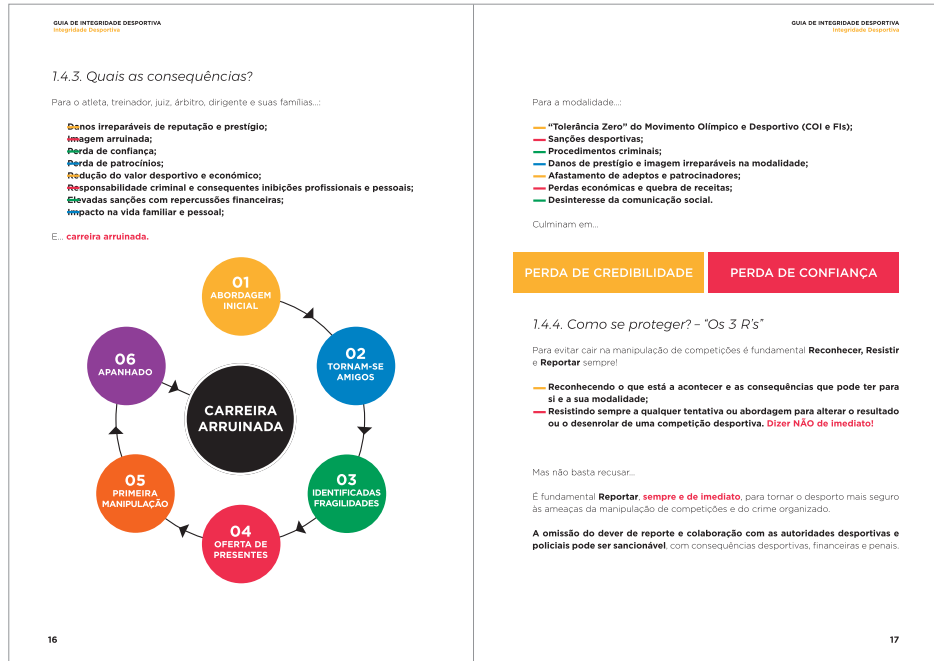 GUIA DE INTEGRIDADE DESPORTIVA
Integridade Desportiva
1.4.3. Quais as consequências?
Para o atleta, treinador, juiz, árbitro, dirigente e suas famílias...:
Danos irreparáveis de reputação e prestígio;
Imagem arruinada;
Perda de confiança;
Perda de patrocínios;
Redução do valor desportivo e económico;
Responsabilidade criminal e consequentes inibições profissionais e pessoais;
Elevadas sanções com repercussões financeiras;
Impacto na vida familiar e pessoal;
E... carreira arruinada.
01
ABORDAGEM
INICIAL
02
TORNAM-SE
AMIGOS
03
IDENTIFICADAS
FRAGILIDADES
04
OFERTA DE
PRESENTES
05
PRIMEIRA
MANIPULAÇÃO
06
APANHADO
CARREIRA
ARRUINADA
16
GUIA DE INTEGRIDADE DESPORTIVA
Integridade Desportiva
Para a modalidade...:
“Tolerância Zero” do Movimento Olímpico e Desportivo (COI e FIs);
Sanções desportivas;
Procedimentos criminais;
Danos de prestígio e imagem irreparáveis na modalidade;
Afastamento de adeptos e patrocinadores;
Perdas económicas e quebra de receitas;
Desinteresse da comunicação social.
Culminam em...
PERDA DE CREDIBILIDADE
PERDA DE CONFIANÇA
1.4.4. Como se proteger? – “Os 3 R’s”
Para evitar cair na manipulação de competições é fundamental Reconhecer, Resistir
e Reportar sempre!
Reconhecendo o que está a acontecer e as consequências que pode ter para
si e a sua modalidade;
Resistindo sempre a qualquer tentativa ou abordagem para alterar o resultado
ou o desenrolar de uma competição desportiva. Dizer NÃO de imediato!
Mas não basta recusar...
É fundamental Reportar, sempre e de imediato, para tornar o desporto mais seguro
às ameaças da manipulação de competições e do crime organizado.
A omissão do dever de reporte e colaboração com as autoridades desportivas e
policiais pode ser sancionável, com consequências desportivas, financeiras e penais.
17